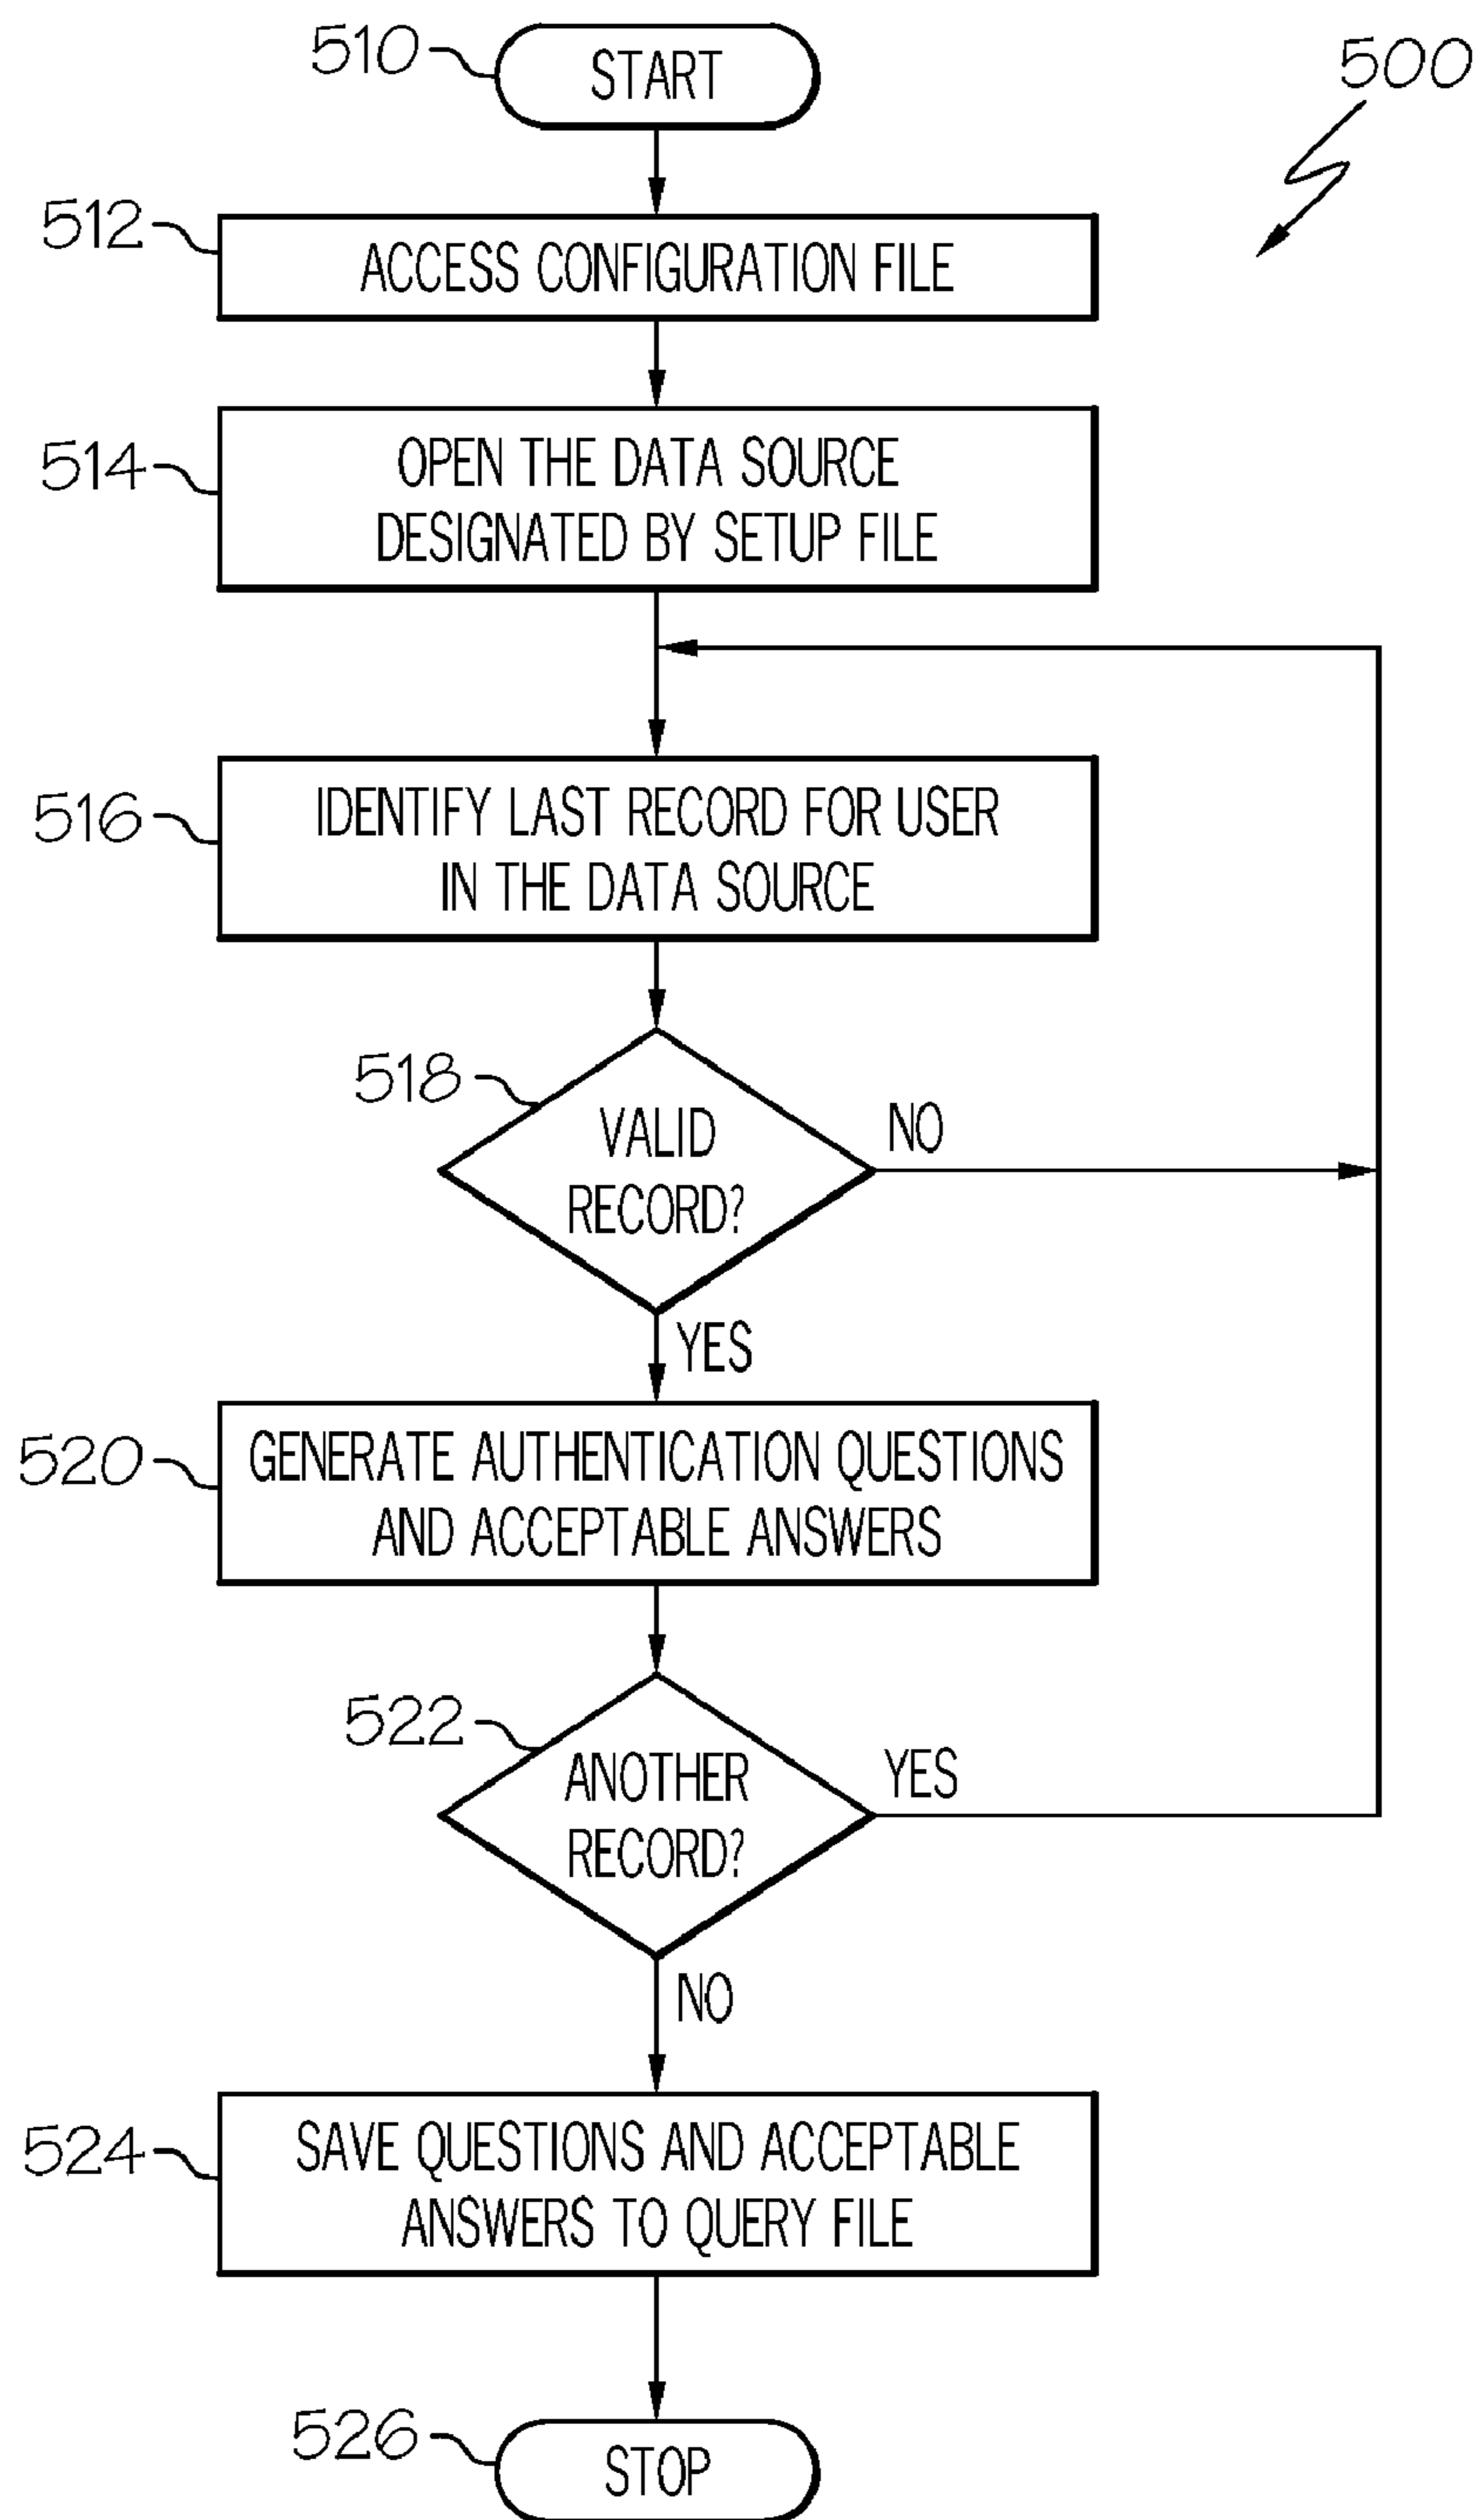 510
START
500
512
ACCESS CONFIGURATION FILE
514
OPEN THE DATA SOURCE
DESIGNATED BY SETUP FILE
516
IDENTIFY LAST RECORD FOR USER
IN THE DATA SOURCE
518
VALID
RECORD?
NO
YES
520
GENERATE AUTHENTICATION QUESTIONS
AND ACCEPTABLE ANSWERS
522
ANOTHER
RECORD?
YES
NO
524
SAVE QUESTIONS AND ACCEPTABLE
ANSWERS TO QUERY FILE
526
STOP